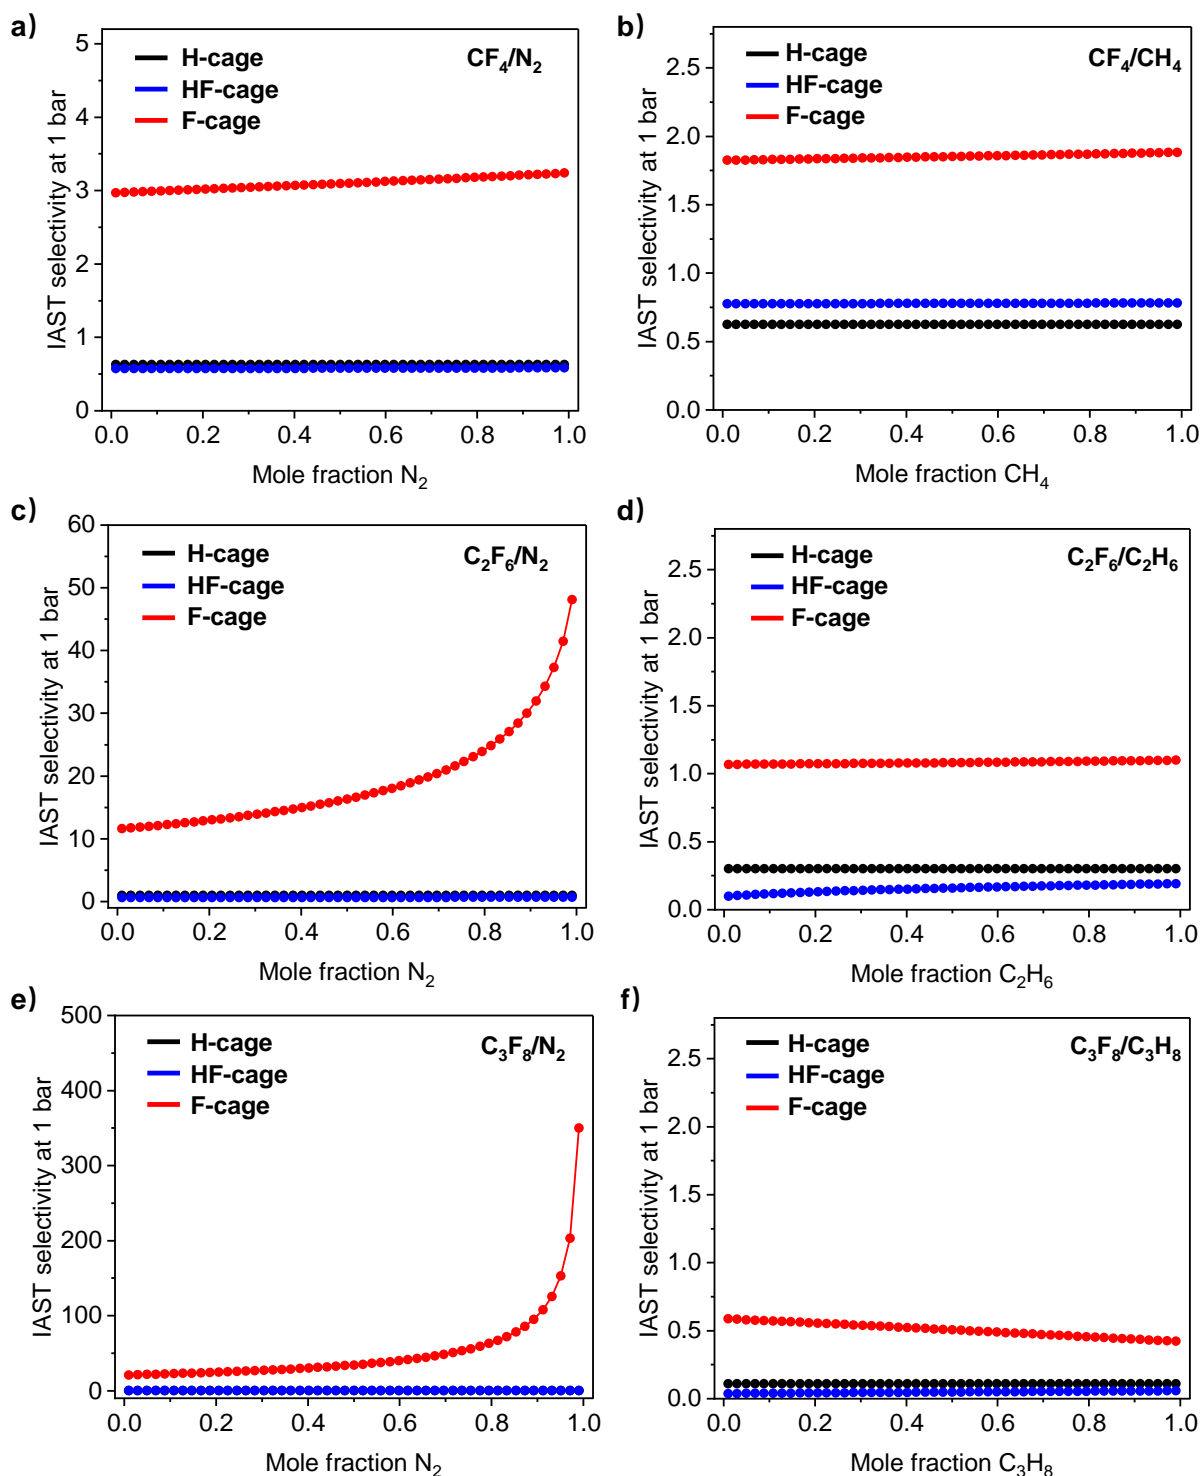 a)
CF₄/N₂
H-cage
HF-cage
F-cage
IAST selectivity at 1 bar
5
4
3
2
1
0
0.0 0.2 0.4 0.6 0.8 1.0
Mole fraction N₂
b)
CF₄/CH₄
H-cage
HF-cage
F-cage
IAST selectivity at 1 bar
2.5
2.0
1.5
1.0
0.5
0.0
0.0 0.2 0.4 0.6 0.8 1.0
Mole fraction CH₄
c)
C₂F₆/N₂
H-cage
HF-cage
F-cage
IAST selectivity at 1 bar
60
50
40
30
20
10
0
0.0 0.2 0.4 0.6 0.8 1.0
Mole fraction N₂
d)
C₂F₆/C₂H₆
H-cage
HF-cage
F-cage
IAST selectivity at 1 bar
2.5
2.0
1.5
1.0
0.5
0.0
0.0 0.2 0.4 0.6 0.8 1.0
Mole fraction C₂H₆
e)
C₃F₈/N₂
H-cage
HF-cage
F-cage
IAST selectivity at 1 bar
500
400
300
200
100
0
0.0 0.2 0.4 0.6 0.8 1.0
Mole fraction N₂
f)
C₃F₈/C₃H₈
H-cage
HF-cage
F-cage
IAST selectivity at 1 bar
2.5
2.0
1.5
1.0
0.5
0.0
0.0 0.2 0.4 0.6 0.8 1.0
Mole fraction C₃H₈